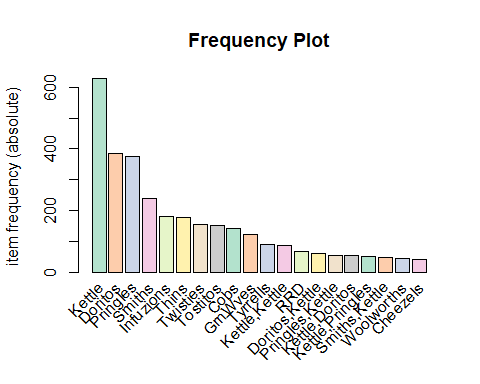 Frequency Plot
item frequency (absolute)
600
400
200
0
Kettle
Doritos
Pringles
Smiths
Infuzions
Thins
Twisties
Tostitos
Cobs
GrnWves
Tyrrells
Kettle,Kettle
RRD
Doritos,Kettle
Pringles,Kettle
Kettle,Doritos
Kettle,Pringles
Smiths,Kettle
Woolworths
Cheezels